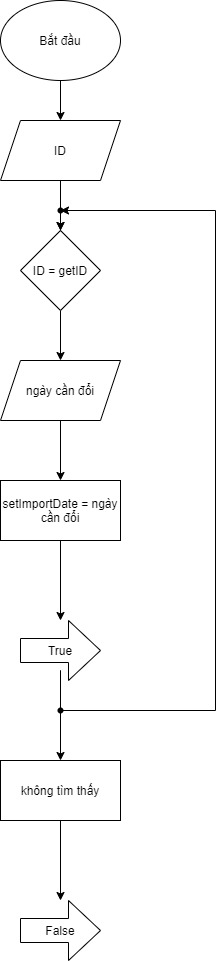 Bắt đầu
ID
ID = getID
ngày cần đổi
setImportDate = ngày
cần đổi
True
không tìm thấy
False